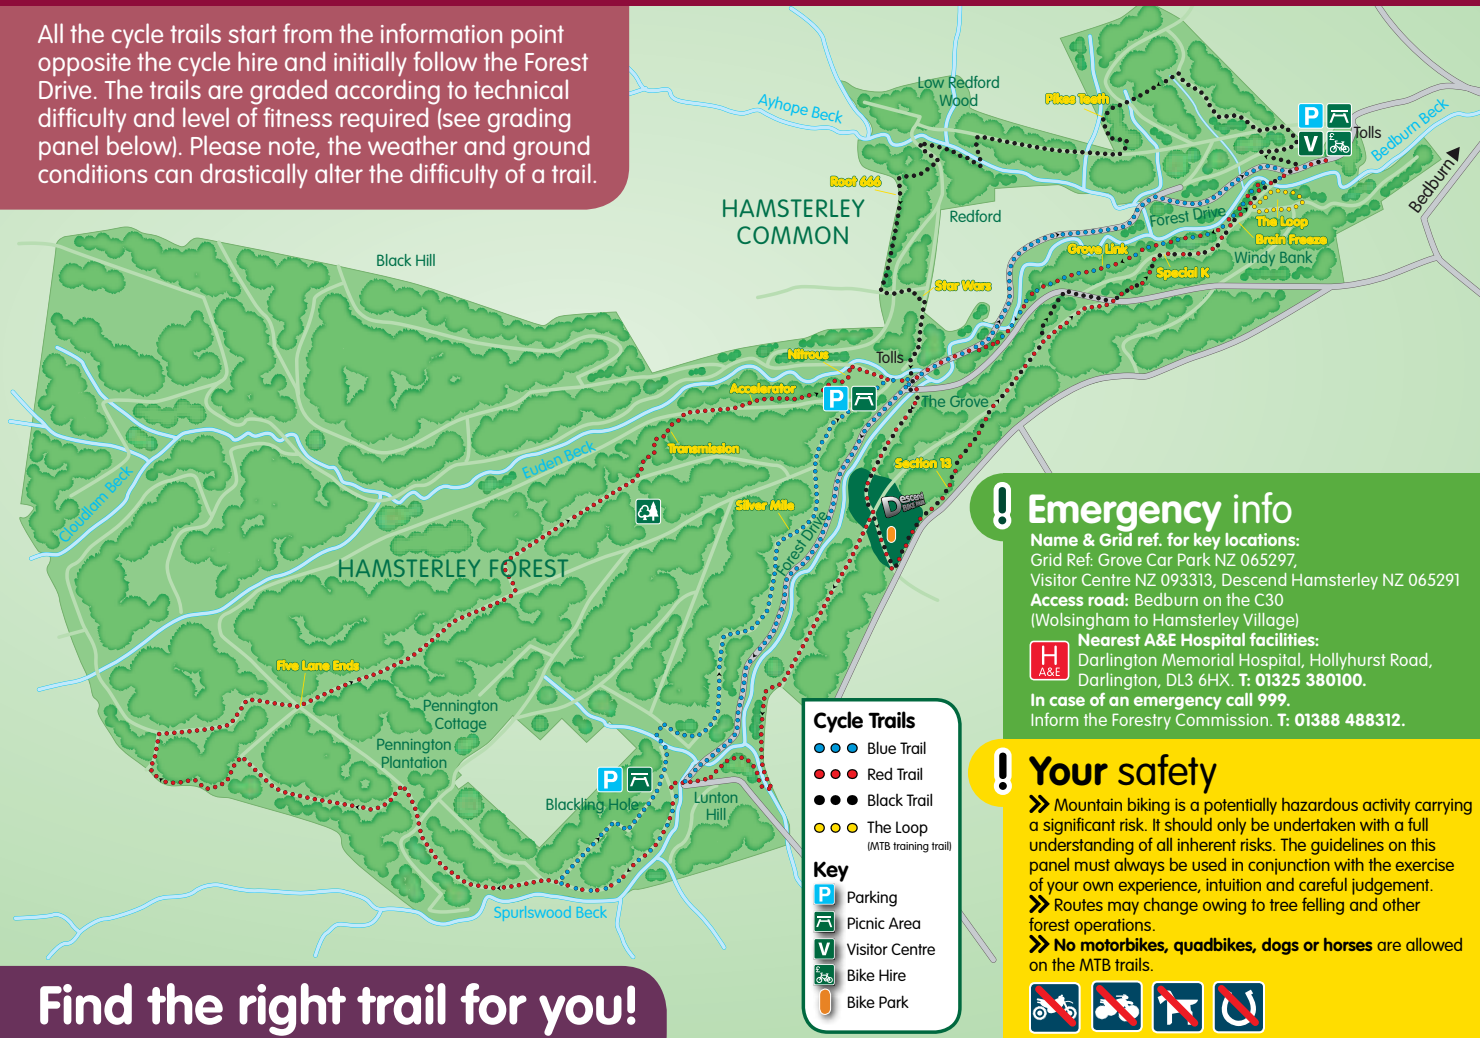 All the cycle trails start from the information point
opposite the cycle hire and initially follow the Forest
Drive. The trails are graded according to technical
difficulty and level of fitness required (see grading
panel below). Please note, the weather and ground
conditions can drastically alter the difficulty of a trail.
Low Redford
Wood
Ayhope Beck
Pikes Teeth
P
V
£
Tolls
Bedburn Beck
Bedburn
Root 666
HAMSTERLEY
COMMON
Redford
Forest Drive
The Loop
Brain Freeze
Grove Link
Windy Bank
Special K
Black Hill
Star Wars
Nitrous
Tolls
Accelerator
P
The Grove
Transmission
Euden Beck
Section 13
Cloudlam Beck
Silver Mile
Descend
BIKE PARK
Forest Drive
HAMSTERLEY FOREST
Five Lane Ends
Pennington
Cottage
Pennington
Plantation
P
Blackling Hole
Lunton
Hill
Spurlswood Beck
Cycle Trails
Blue Trail
Red Trail
Black Trail
The Loop
(MTB training trail)
Key
P Parking
Picnic Area
V Visitor Centre
£ Bike Hire
Bike Park
Emergency info
Name & Grid ref. for key locations:
Grid Ref: Grove Car Park NZ 065297,
Visitor Centre NZ 093313, Descend Hamsterley NZ 065291
Access road: Bedburn on the C30
(Wolsingham to Hamsterley Village)
H
A&E
Nearest A&E Hospital facilities:
Darlington Memorial Hospital, Hollyhurst Road,
Darlington, DL3 6HX. T: 01325 380100.
In case of an emergency call 999.
Inform the Forestry Commission. T: 01388 488312.
Your safety
Mountain biking is a potentially hazardous activity carrying
a significant risk. It should only be undertaken with a full
understanding of all inherent risks. The guidelines on this
panel must always be used in conjunction with the exercise
of your own experience, intuition and careful judgement.
Routes may change owing to tree felling and other
forest operations.
No motorbikes, quadbikes, dogs or horses are allowed
on the MTB trails.
Find the right trail for you!